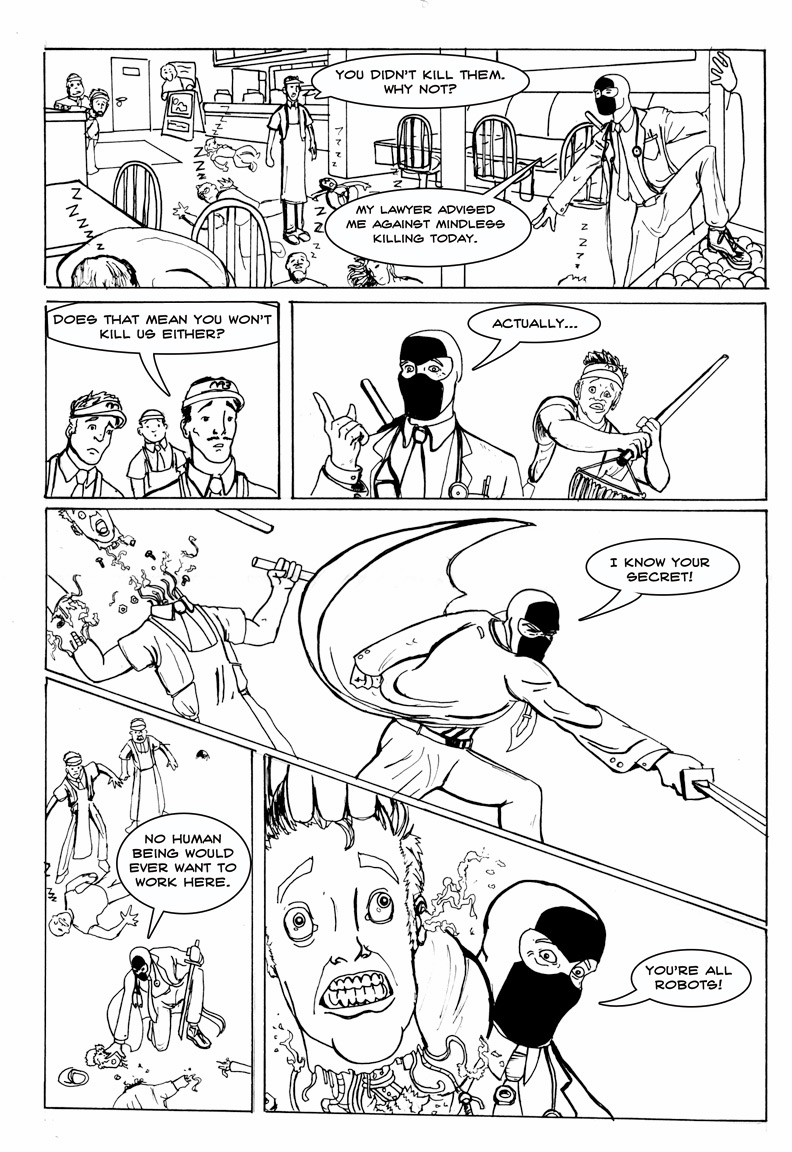 YOU DIDN'T KILL THEM.
WHY NOT?
MY LAWYER ADVISED
ME AGAINST MINDLESS
KILLING TODAY.
Z Z Z Z
Z Z Z Z
Z Z Z
Z Z Z Z
Z Z Z
Z Z Z
DOES THAT MEAN YOU WON'T
KILL US EITHER?
ACTUALLY...
I KNOW YOUR
SECRET!
NO HUMAN
BEING WOULD
EVER WANT TO
WORK HERE.
YOU'RE ALL
ROBOTS!